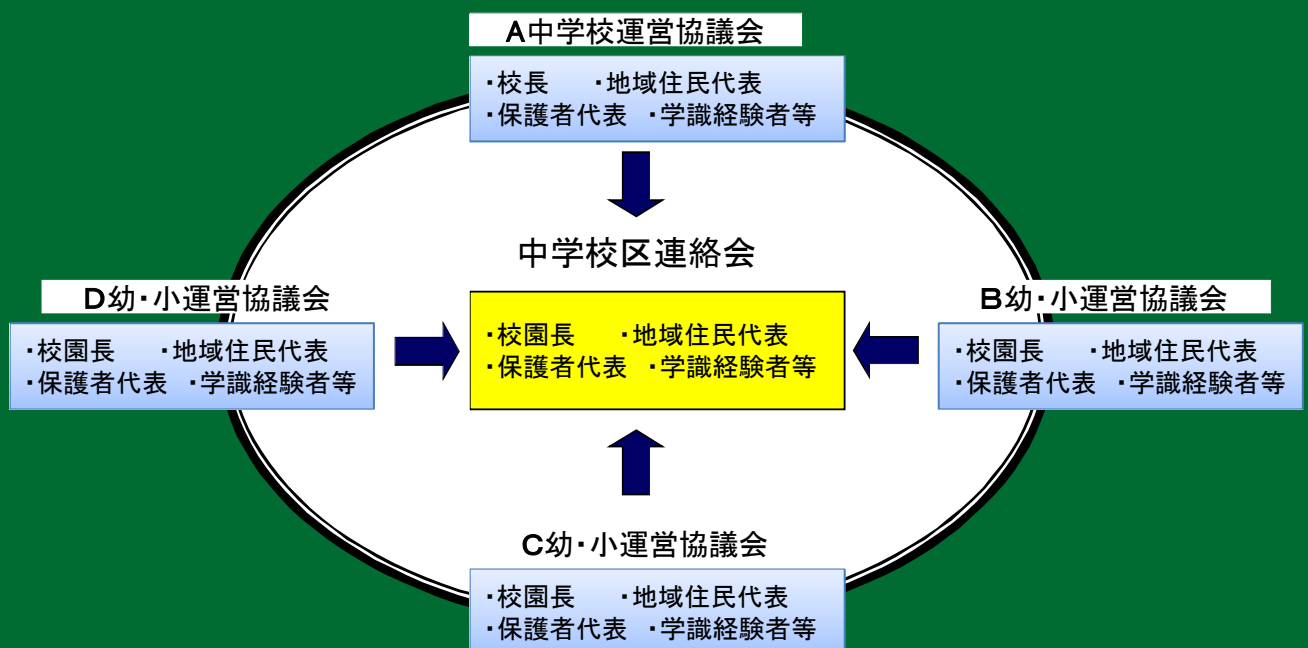 A中学校運営協議会
・校長　・地域住民代表
・保護者代表　・学識経験者等
中学校区連絡会
・校園長　・地域住民代表
・保護者代表　・学識経験者等
D幼・小運営協議会
・校園長　・地域住民代表
・保護者代表　・学識経験者等
B幼・小運営協議会
・校園長　・地域住民代表
・保護者代表　・学識経験者等
C幼・小運営協議会
・校園長　・地域住民代表
・保護者代表　・学識経験者等